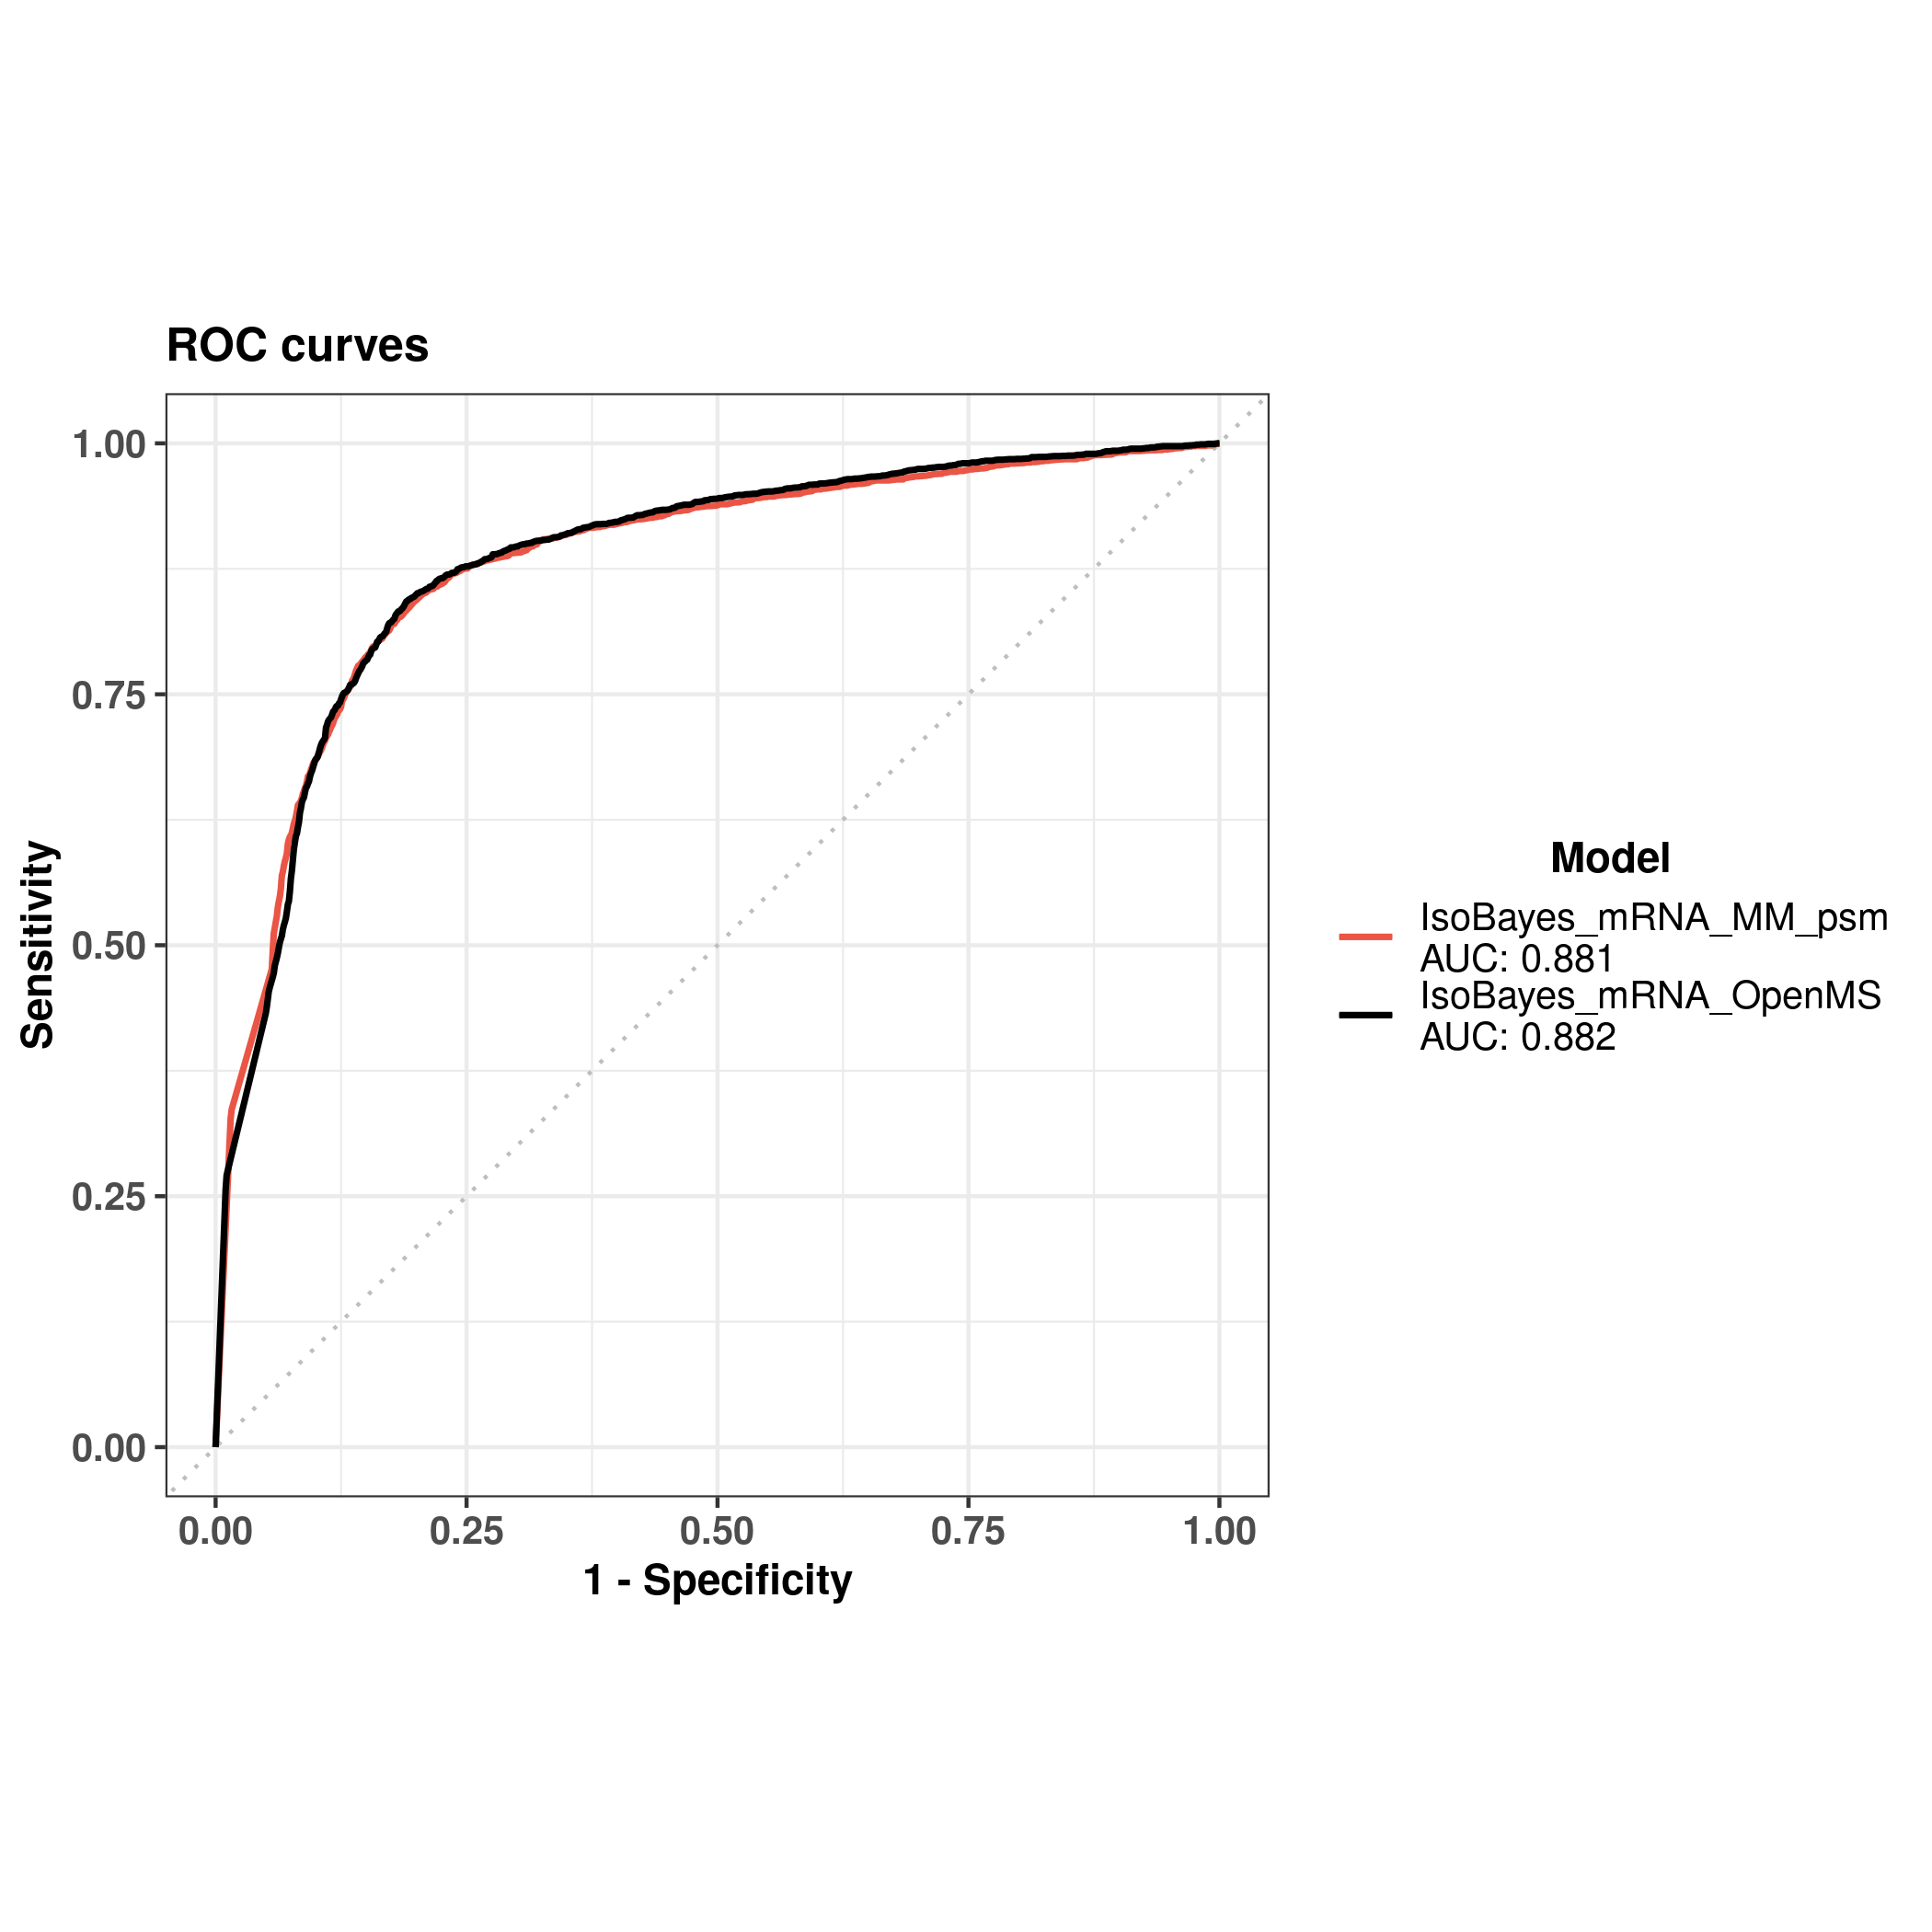 ROC curves
1.00
0.75
0.50
0.25
0.00
Sensitivity
0.00 0.25 0.50 0.75 1.00
1 - Specificity
Model
IsoBayes_mRNA_MM_psm
AUC: 0.881
IsoBayes_mRNA_OpenMS
AUC: 0.882